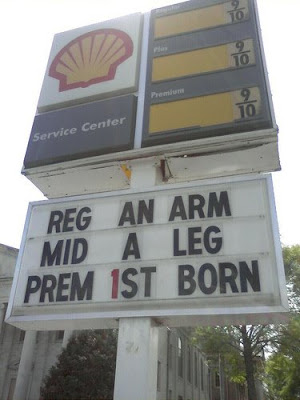 9/10
Plus
9/10
Premium
9/10
Service Center
REG AN ARM
MID A LEG
PREM 1ST BORN